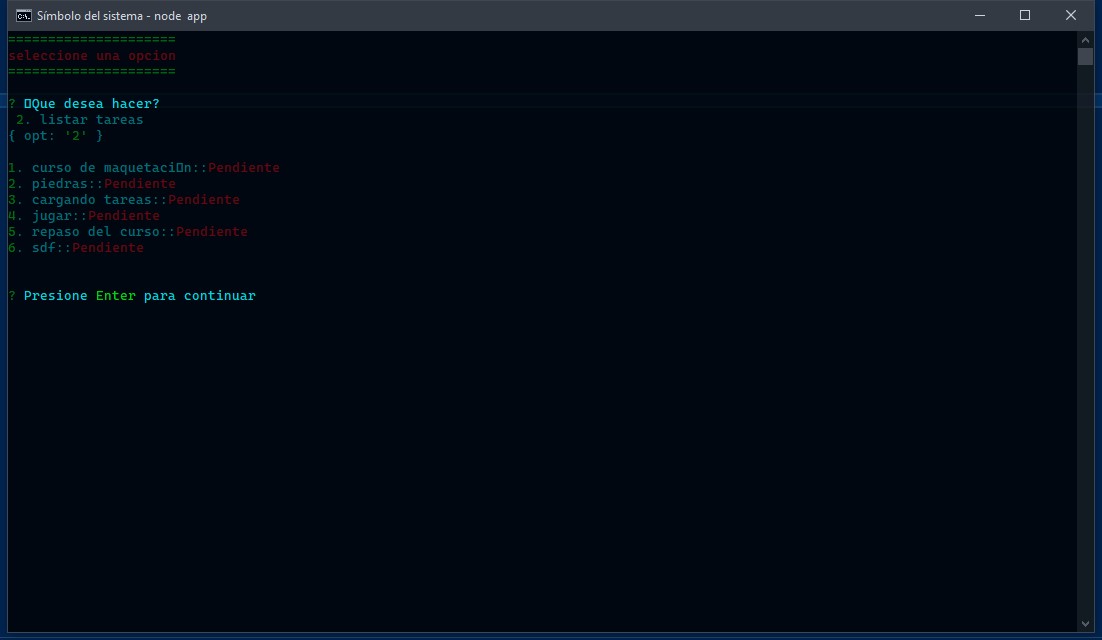 Símbolo del sistema - node app
=====================
seleccione una opcion
=====================
? ▯Que desea hacer?
2. listar tareas
{ opt: '2' }
1. curso de maquetaci▯n::Pendiente
2. piedras::Pendiente
3. cargando tareas::Pendiente
4. jugar::Pendiente
5. repaso del curso::Pendiente
6. sdf::Pendiente
? Presione Enter para continuar